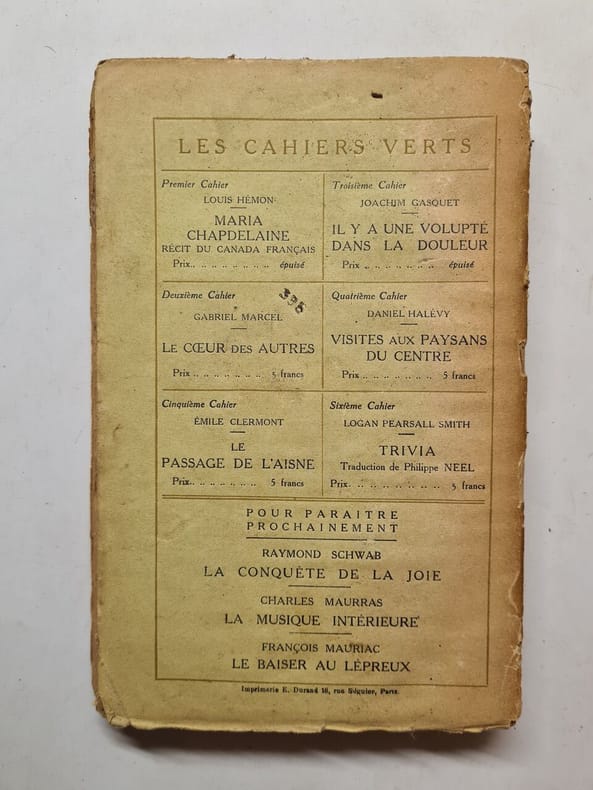 LES CAHIERS VERTS
Premier Cahier
LOUIS HÉMON
MARIA
CHAPDELAINE
RÉCIT DU CANADA FRANÇAIS
Prix.. .. .. .. .. .. .. .. épuisé
Troisième Cahier
JOACHIM GASQUET
IL Y A UNE VOLUPTÉ
DANS LA DOULEUR
Prix .. .. .. .. .. .. .. épuisé
Deuxième Cahier
395
GABRIEL MARCEL
LE CŒUR DES AUTRES
Prix .. .. .. .. .. .. .. 5 francs
Quatrième Cahier
DANIEL HALÉVY
VISITES AUX PAYSANS
DU CENTRE
Prix .. .. .. .. .. .. .. 5 francs
Cinquième Cahier
ÉMILE CLERMONT
LE
PASSAGE DE L'AISNE
Prix.. .. .. .. .. .. .. 5 francs
Sixième Cahier
LOGAN PEARSALL SMITH
TRIVIA
Traduction de Philippe NEEL
Prix. .. .. .. .. .. .. .. .. 5 francs
POUR PARAITRE
PROCHAINEMENT
RAYMOND SCHWAB
LA CONQUÊTE DE LA JOIE
CHARLES MAURRAS
LA MUSIQUE INTÉRIEURE
FRANÇOIS MAURIAC
LE BAISER AU LÉPREUX
Imprimerie E. Durand 18, rue Séguier, Paris